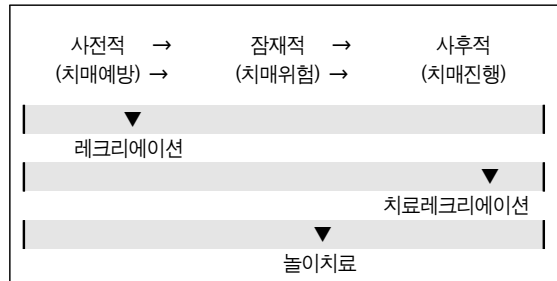 사전적 → 잠재적 → 사후적
(치매예방) → (치매위험) → (치매진행)
레크리에이션
치료레크리에이션
놀이치료